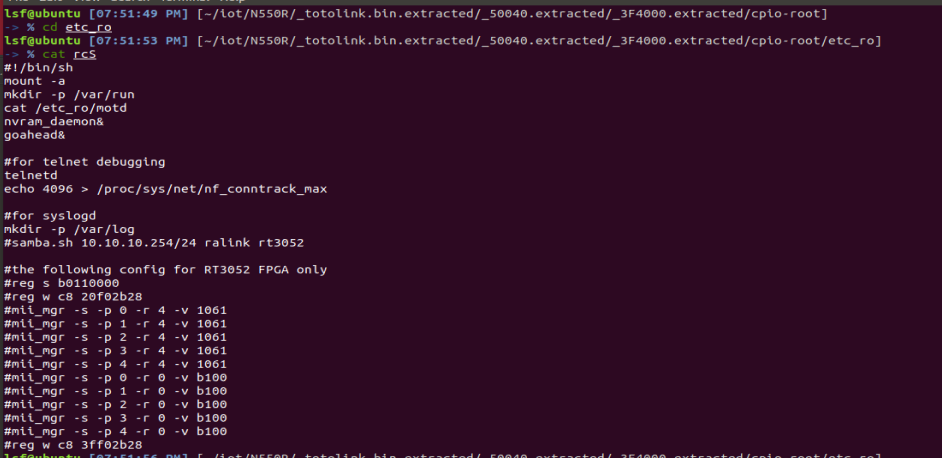 lsf@ubuntu [07:51:49 PM] [~/iot/N550R/_totolink.bin.extracted/_50040.extracted/_3F4000.extracted/cpio-root]
-> % cd etc_ro
lsf@ubuntu [07:51:53 PM] [~/iot/N550R/_totolink.bin.extracted/_50040.extracted/_3F4000.extracted/cpio-root/etc_ro]
-> % cat rcS
#!/bin/sh
mount -a
mkdir -p /var/run
cat /etc_ro/motd
nvram_daemon&
goahead&

#for telnet debugging
telnetd
echo 4096 > /proc/sys/net/nf_conntrack_max

#for syslogd
mkdir -p /var/log
#samba.sh 10.10.10.254/24 ralink rt3052

#the following config for RT3052 FPGA only
#reg s b0110000
#reg w c8 20f02b28
#mii_mgr -s -p 0 -r 4 -v 1061
#mii_mgr -s -p 1 -r 4 -v 1061
#mii_mgr -s -p 2 -r 4 -v 1061
#mii_mgr -s -p 3 -r 4 -v 1061
#mii_mgr -s -p 4 -r 4 -v 1061
#mii_mgr -s -p 0 -r 0 -v b100
#mii_mgr -s -p 1 -r 0 -v b100
#mii_mgr -s -p 2 -r 0 -v b100
#mii_mgr -s -p 3 -r 0 -v b100
#mii_mgr -s -p 4 -r 0 -v b100
#reg w c8 3ff02b28
lsf@ubuntu [07:51:56 PM] [~/iot/N550R/_totolink.bin.extracted/_50040.extracted/_3F4000.extracted/cpio-root/etc_ro]